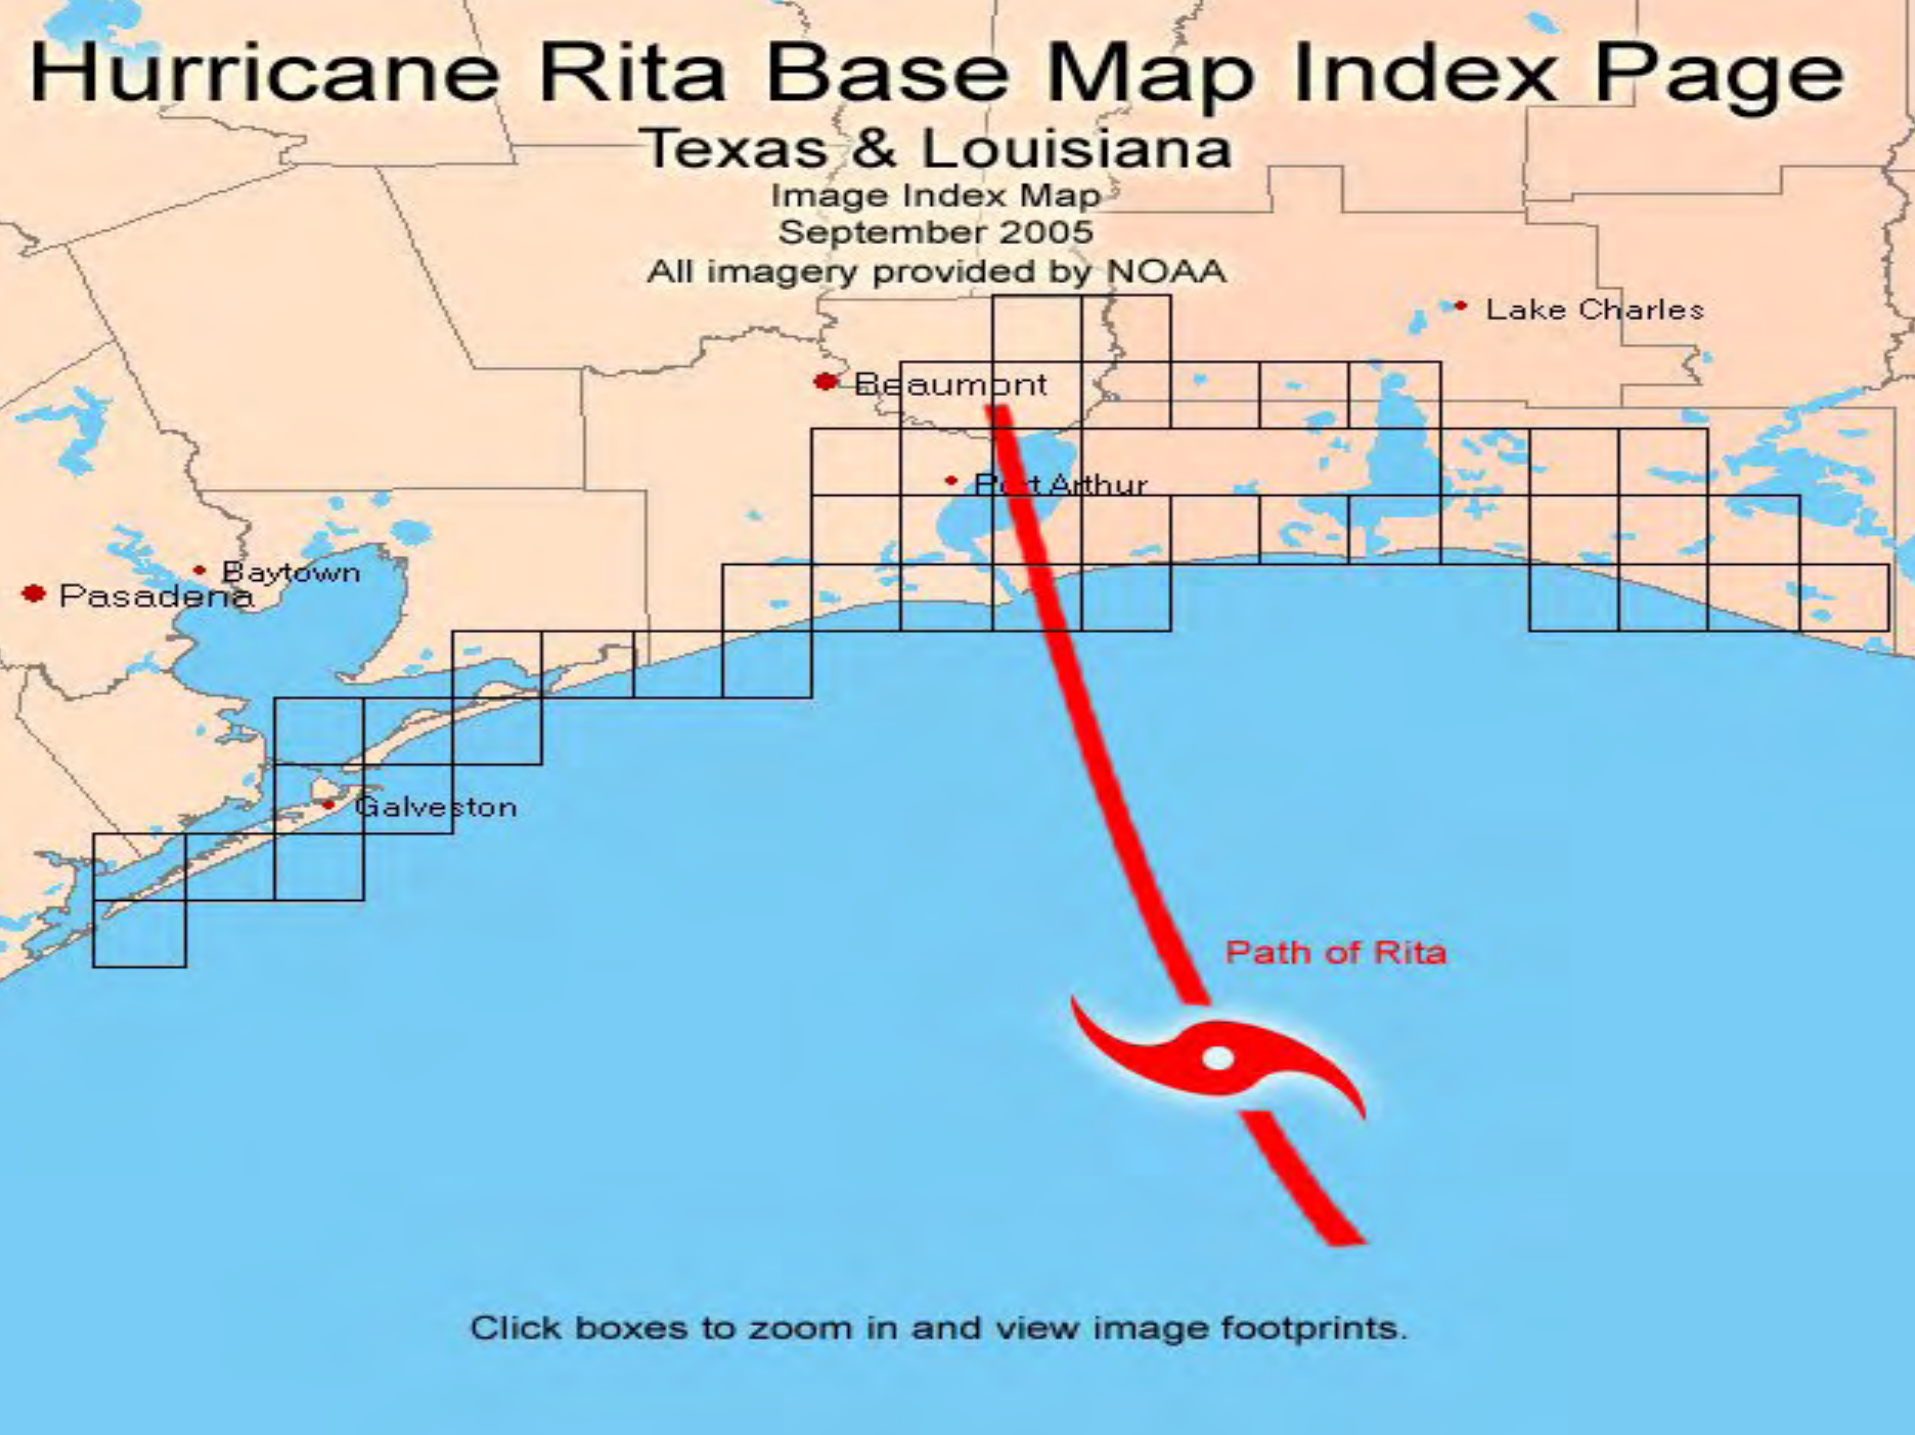 Hurricane Rita Base Map Index Page
Texas & Louisiana
Image Index Map
September 2005
All imagery provided by NOAA
Lake Charles
Beaumont
Port Arthur
Baytown
Pasadena
Galveston
Path of Rita
Click boxes to zoom in and view image footprints.